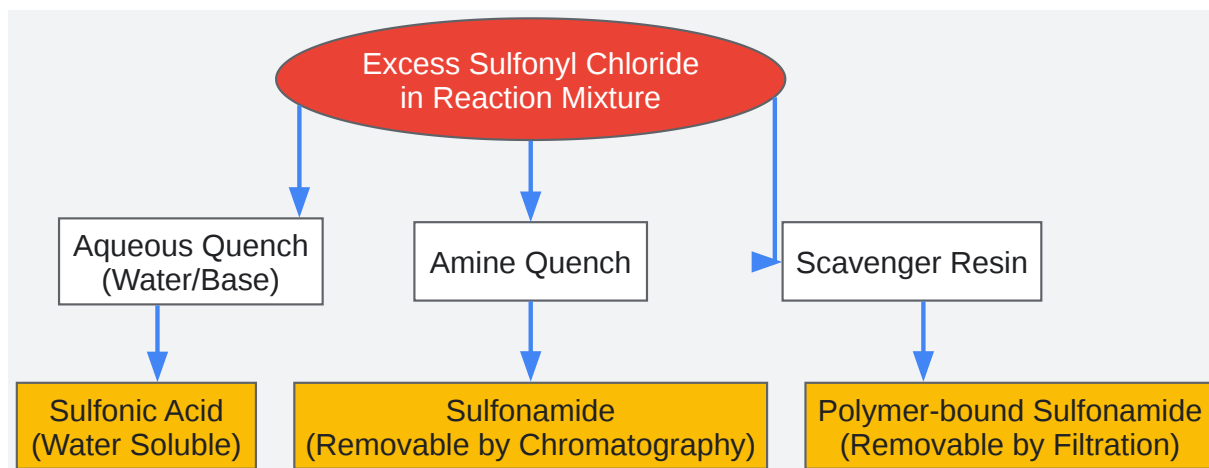 Excess Sulfonyl Chloride
in Reaction Mixture
Aqueous Quench
(Water/Base)
Amine Quench
Scavenger Resin
Sulfonic Acid
(Water Soluble)
Sulfonamide
(Removable by Chromatography)
Polymer-bound Sulfonamide
(Removable by Filtration)